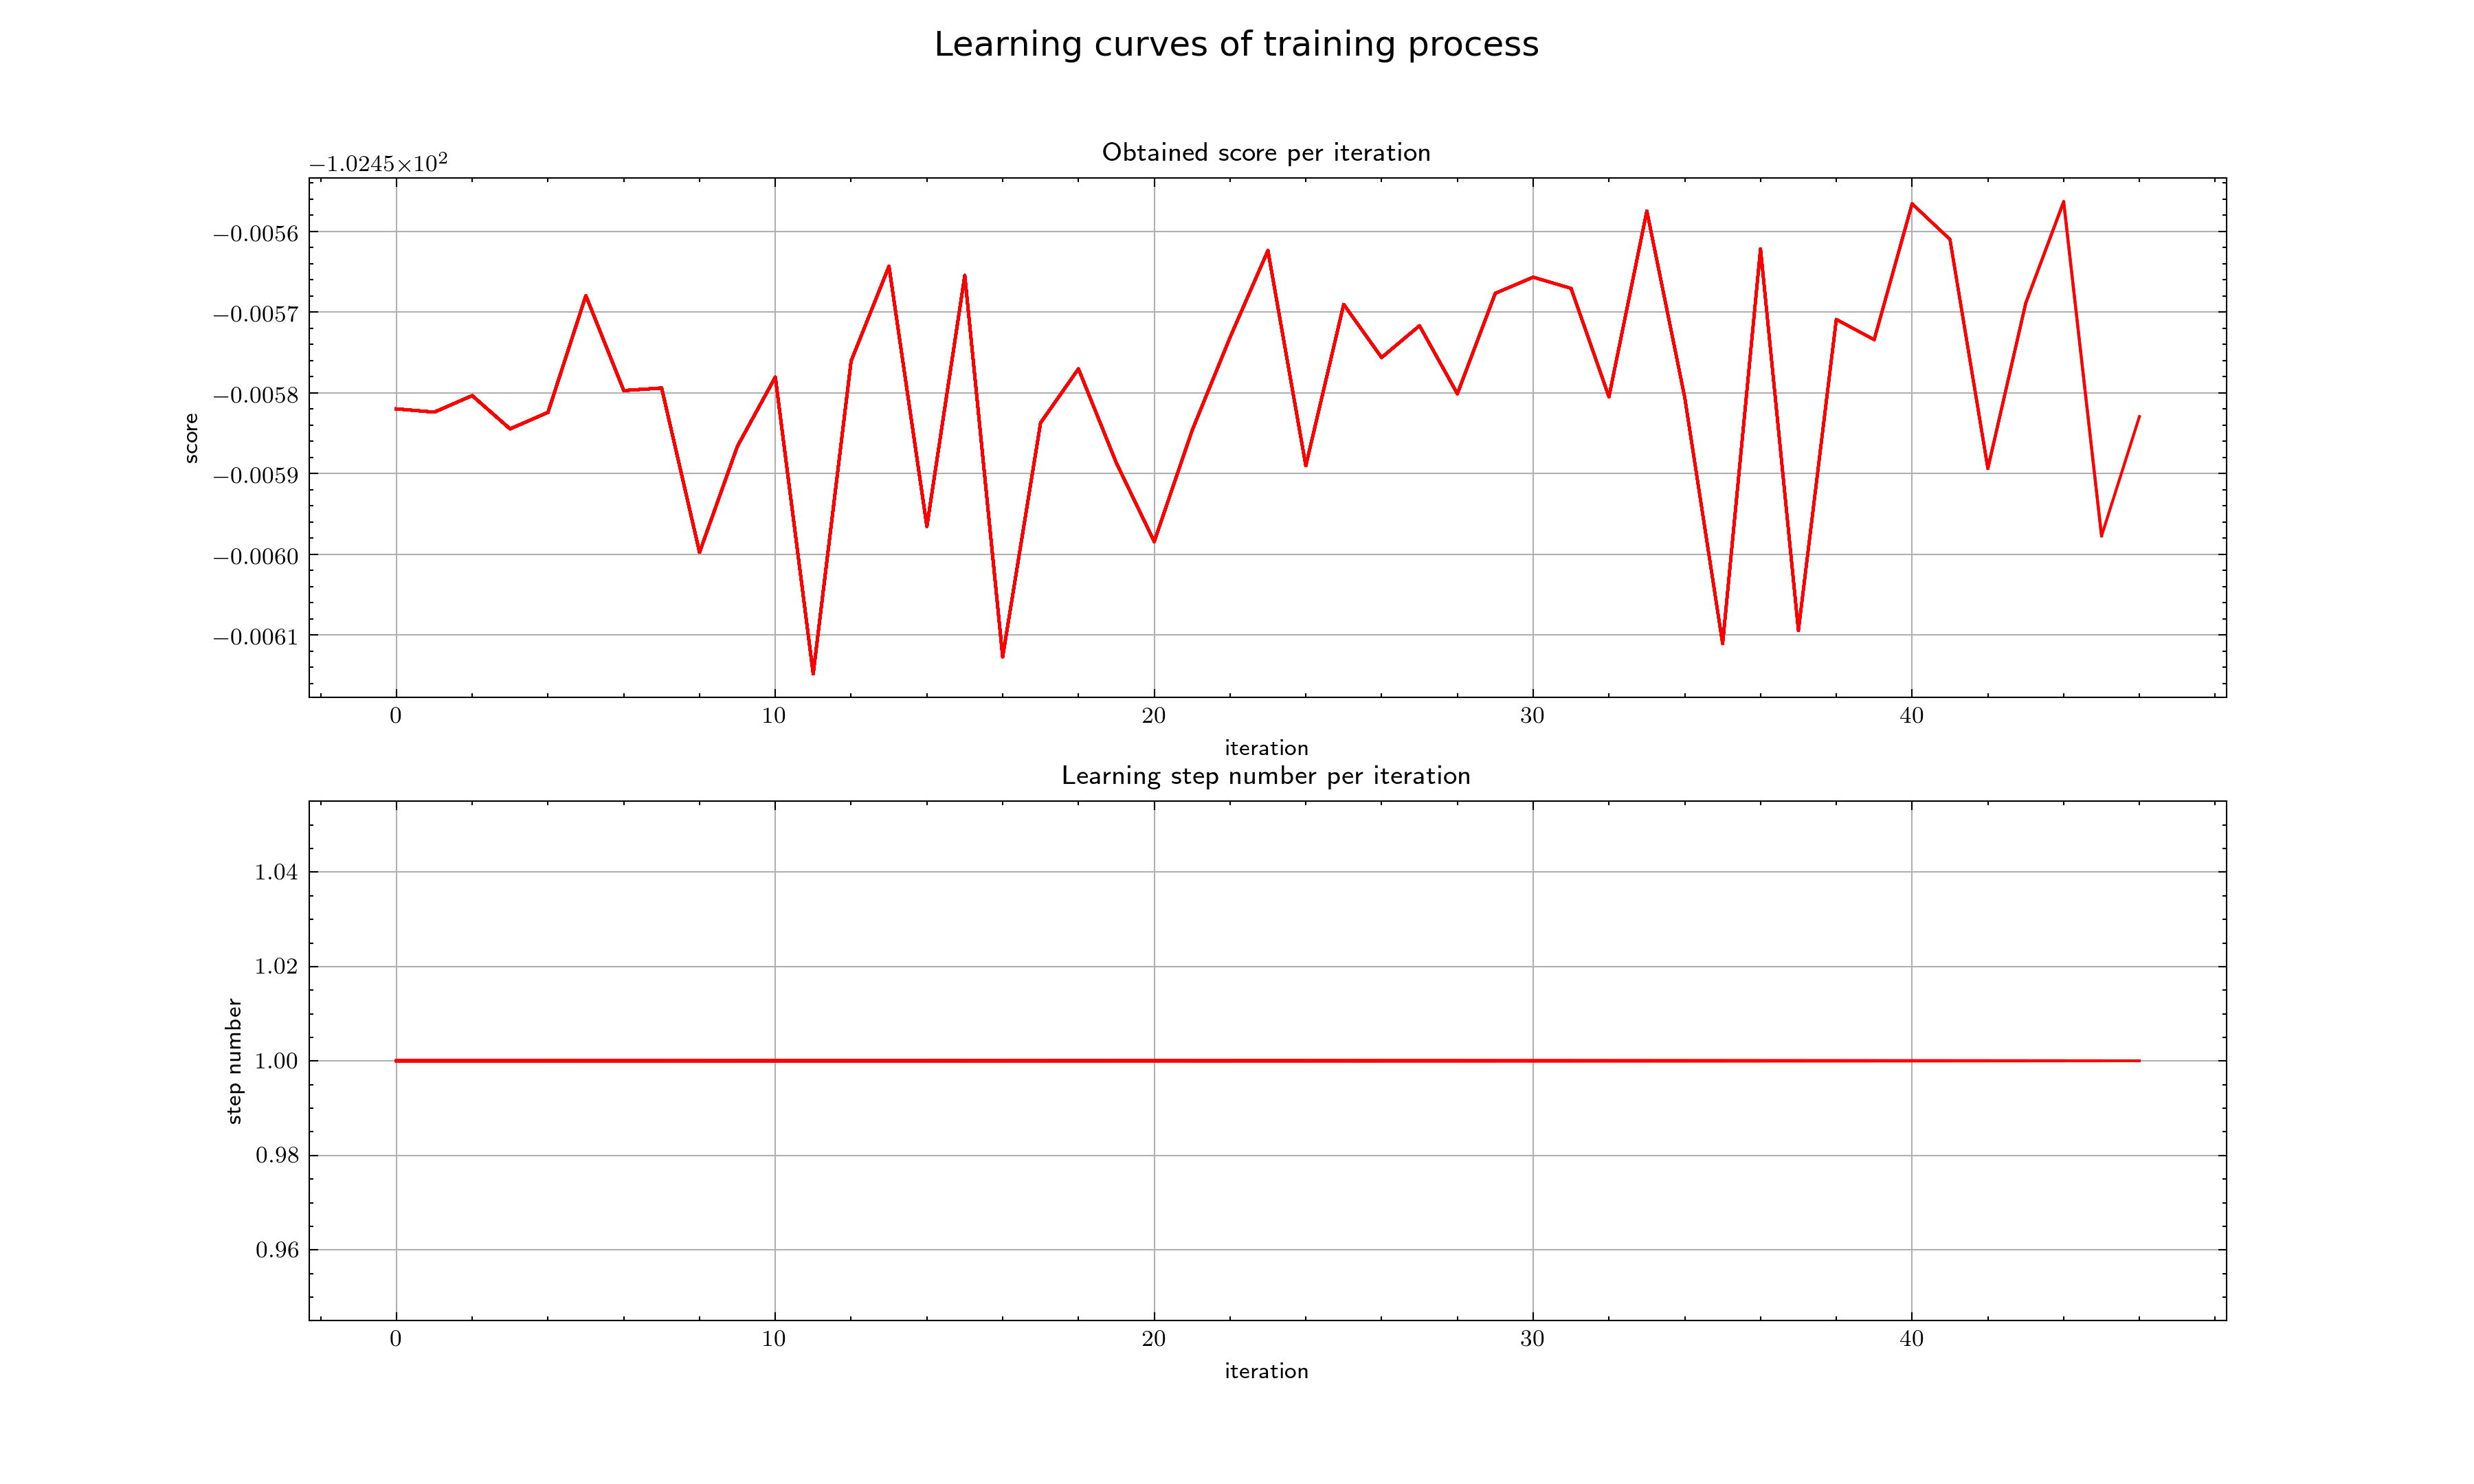 Learning curves of training process
Obtained score per iteration
−1.0245×10²
−0.0056
−0.0057
−0.0058
−0.0059
−0.0060
−0.0061
score
0 10 20 30 40
iteration
Learning step number per iteration
1.04
1.02
1.00
0.98
0.96
step number
0 10 20 30 40
iteration